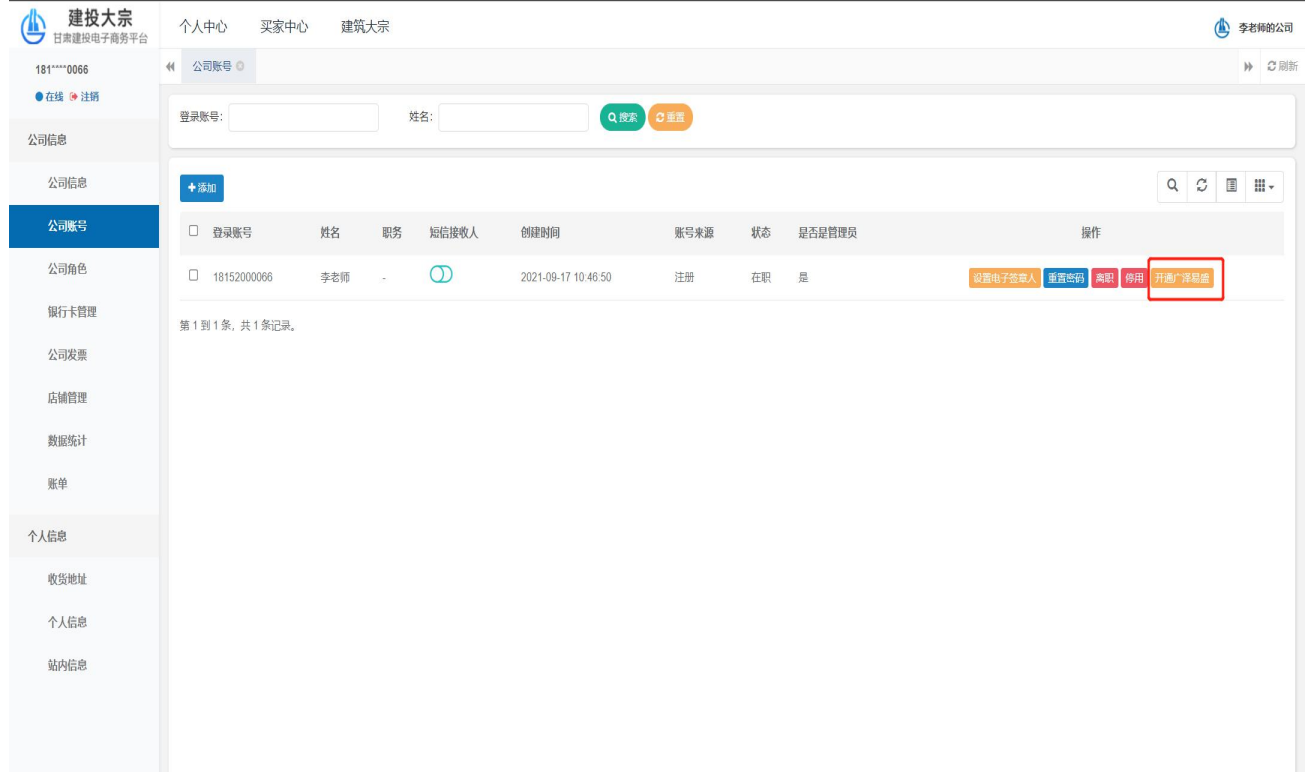 建投大宗
甘肃建投电子商务平台
个人中心 买家中心 建筑大宗
李老师的公司
181****0066
在线 注销
公司账号
刷新
公司信息
公司信息
公司账号
公司角色
银行卡管理
公司发票
店铺管理
数据统计
账单
个人信息
收货地址
个人信息
站内信息
登录账号: 姓名: 搜索 重置
添加
登录账号 姓名 职务 短信接收人 创建时间 账号来源 状态 是否是管理员 操作
18152000066 李老师 - 2021-09-17 10:46:50 注册 在职 是 设置电子签章人 重置密码 离职 停用 开通广泽易盛
第 1 到 1 条，共 1 条记录。